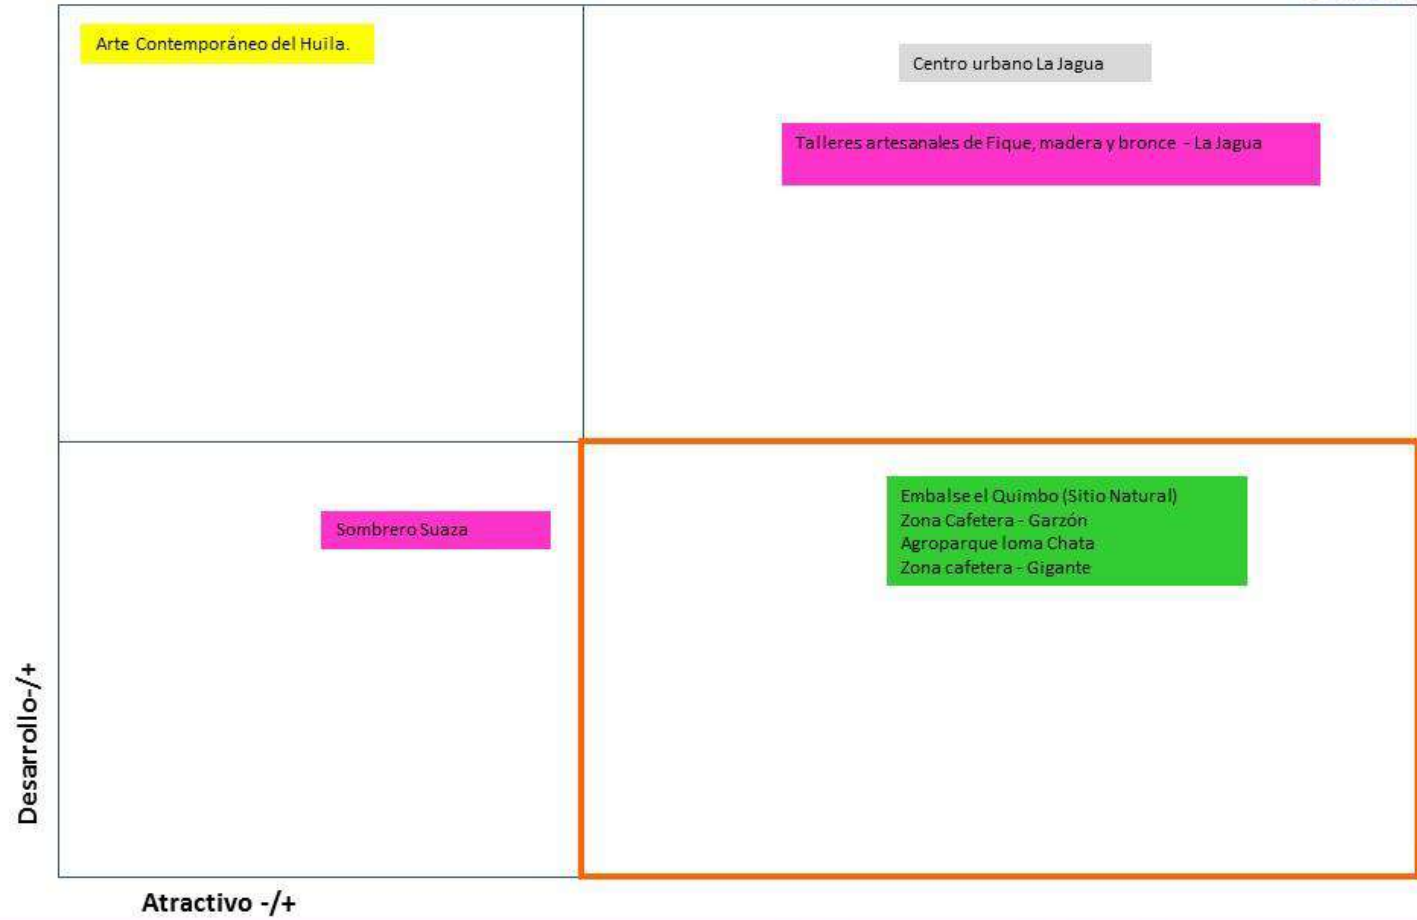 Arte Contemporáneo del Huila.
Centro urbano La Jagua
Talleres artesanales de Fique, madera y bronce - La Jagua
Sombrero Suaza
Embalse el Quimbo (Sitio Natural)
Zona Cafetera - Garzón
Agroparque loma Chata
Zona cafetera - Gigante
Desarrollo-/+
Atractivo -/+